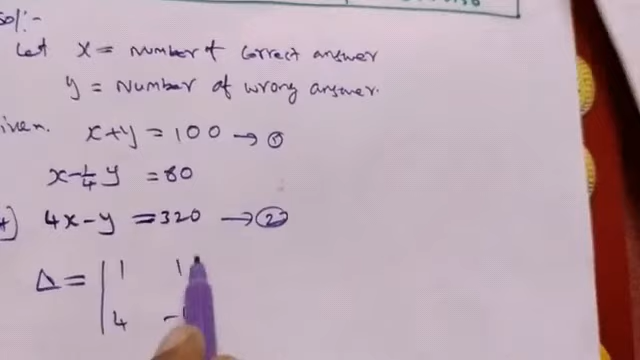 Sol:-
Let x = number of correct answer
y = Number of wrong answer.
Given. x+y = 100 → ①
x-1/4 y = 80
4x-y = 320 → ②
Δ = | 1 1
4 -1